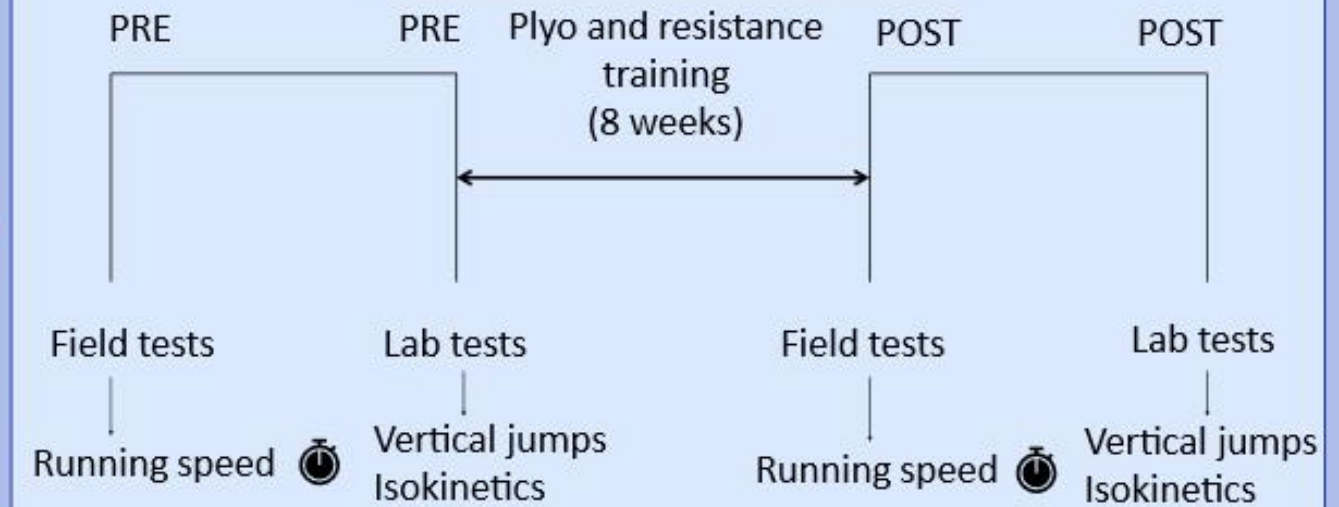 PRE
PRE
Plyo and resistance
training
(8 weeks)
POST
POST
Field tests
Lab tests
Field tests
Lab tests
Running speed
Vertical jumps
Isokinetics
Running speed
Vertical jumps
Isokinetics